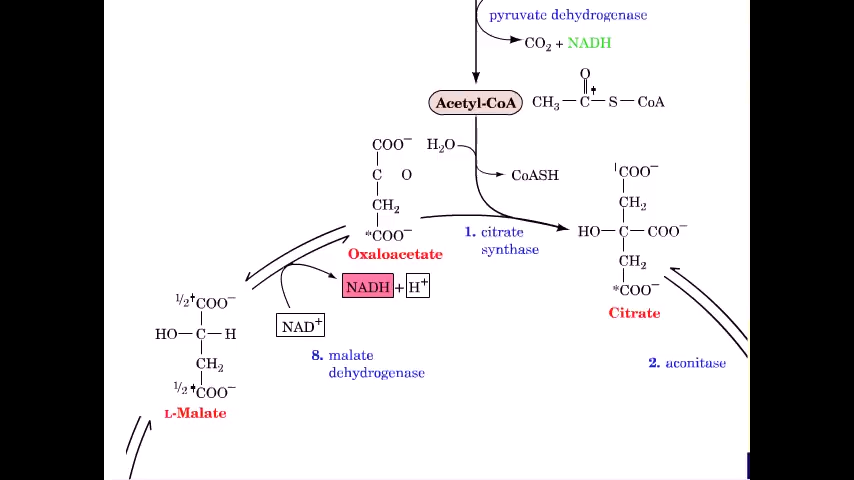 pyruvate dehydrogenase
CO2 + NADH
O
Acetyl-CoA
CH3—C‡—S—CoA
COO−
H2O
C O
CoASH
CH2
*COO−
Oxaloacetate
1. citrate
synthase
‡COO−
CH2
HO—C—COO−
CH2
*COO−
Citrate
NADH + H+
NAD+
8. malate
dehydrogenase
1/2‡COO−
HO—C—H
CH2
1/2‡COO−
L-Malate
2. aconitase